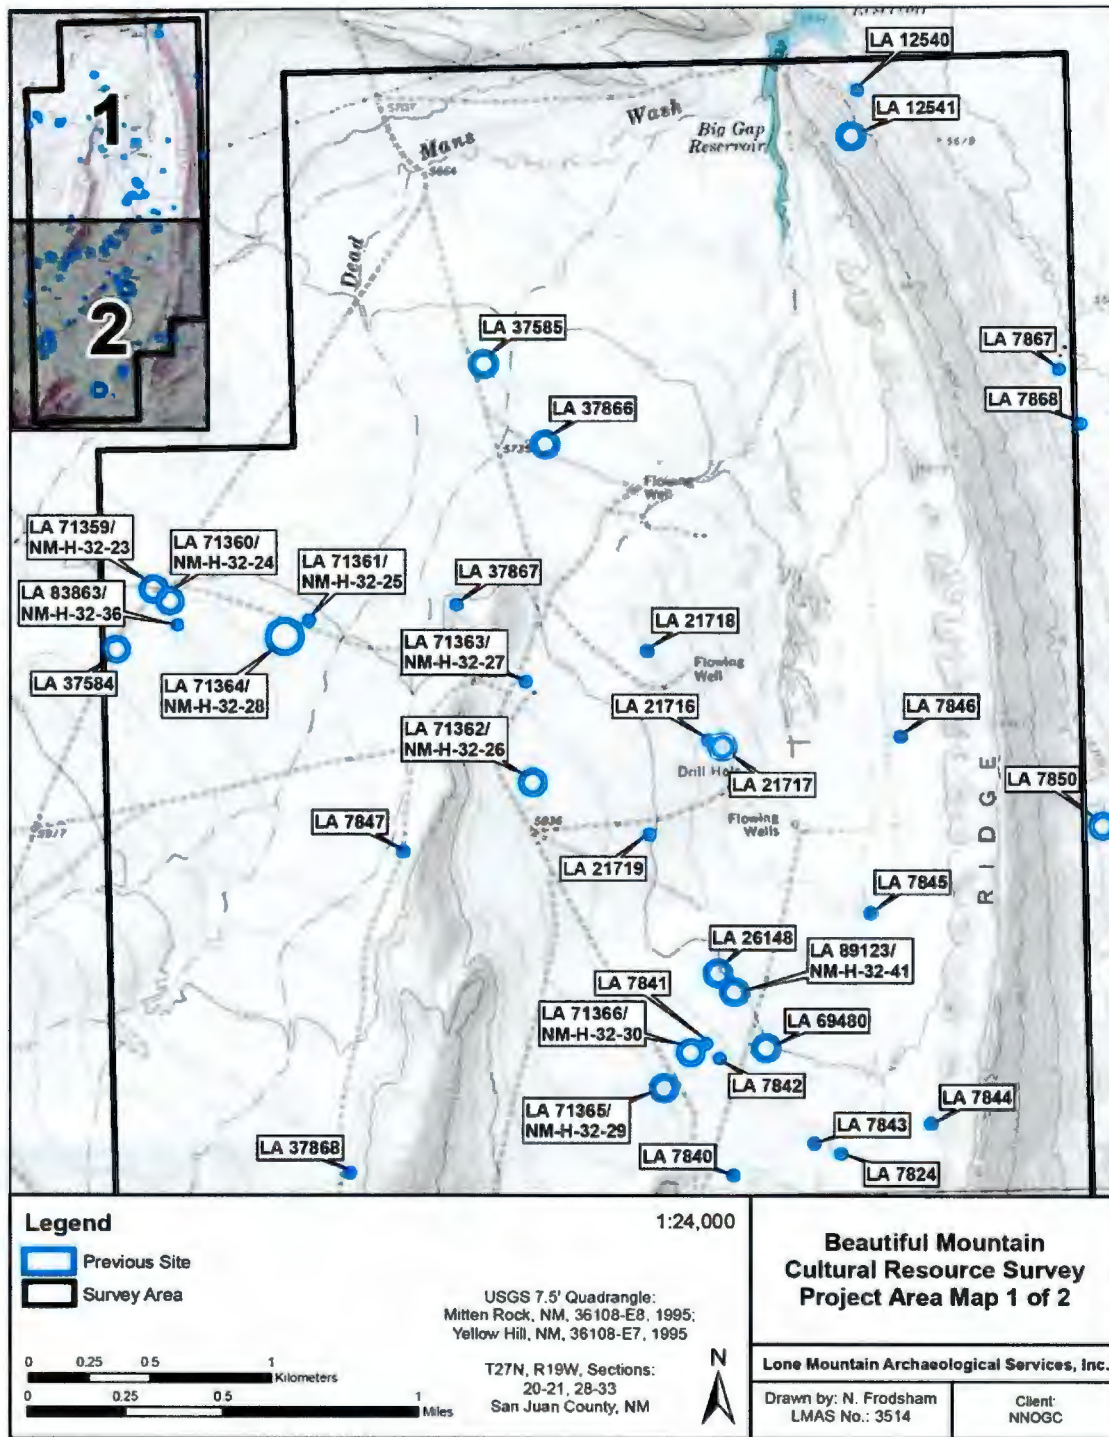 1
2
LA 12540
LA 12541
Wash
Mans
Dead
Big Gap
Reservoir
5664
LA 37585
LA 7867
LA 7868
LA 37866
Flowing
Well
LA 71359/
NM-H-32-23
LA 71360/
NM-H-32-24
LA 71361/
NM-H-32-25
LA 83863/
NM-H-32-36
LA 37584
LA 71364/
NM-H-32-28
LA 37867
LA 71363/
NM-H-32-27
LA 21718
Flowing
Well
LA 71362/
NM-H-32-26
LA 21716
LA 7846
Drill Hole
LA 21717
LA 7850
RIDGE
LA 7847
5836
Flowing
Wells
LA 21719
LA 7845
LA 26148
LA 89123/
NM-H-32-41
LA 7841
LA 71366/
NM-H-32-30
LA 69480
LA 7842
LA 71365/
NM-H-32-29
LA 7844
LA 7843
LA 7824
LA 37868
LA 7840
Legend
Previous Site
Survey Area
1:24,000
USGS 7.5' Quadrangle:
Mitten Rock, NM, 36108-E8, 1995;
Yellow Hill, NM, 36108-E7, 1995
T27N, R19W, Sections:
20-21, 28-33
San Juan County, NM
N
0 0.25 0.5 1
Kilometers
0 0.25 0.5 1
Miles
Beautiful Mountain
Cultural Resource Survey
Project Area Map 1 of 2
Lone Mountain Archaeological Services, Inc.
Drawn by: N. Frodsham
LMAS No.: 3514
Client:
NNOGC